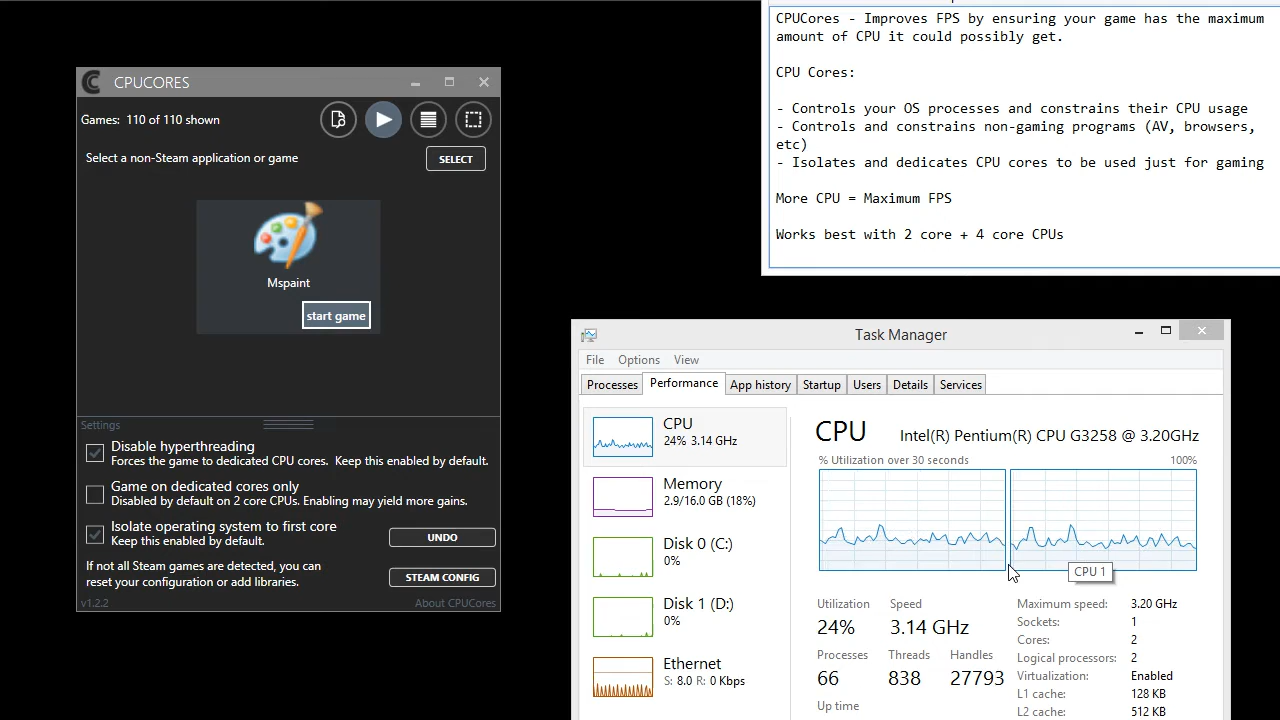 CPUCores - Improves FPS by ensuring your game has the maximum
amount of CPU it could possibly get.
CPU Cores:
- Controls your OS processes and constrains their CPU usage
- Controls and constrains non-gaming programs (AV, browsers,
etc)
- Isolates and dedicates CPU cores to be used just for gaming
More CPU = Maximum FPS
Works best with 2 core + 4 core CPUs
CPUCORES
Games: 110 of 110 shown
Select a non-Steam application or game
SELECT
Mspaint
start game
Settings
Disable hyperthreading
Forces the game to dedicated CPU cores. Keep this enabled by default.
Game on dedicated cores only
Disabled by default on 2 core CPUs. Enabling may yield more gains.
Isolate operating system to first core
Keep this enabled by default.
UNDO
If not all Steam games are detected, you can
reset your configuration or add libraries.
STEAM CONFIG
v1.2.2
About CPUCores
Task Manager
File Options View
Processes Performance App history Startup Users Details Services
CPU
24% 3.14 GHz
Memory
2.9/16.0 GB (18%)
Disk 0 (C:)
0%
Disk 1 (D:)
0%
Ethernet
S: 8.0 R: 0 Kbps
CPU Intel(R) Pentium(R) CPU G3258 @ 3.20GHz
% Utilization over 30 seconds 100%
CPU 1
Utilization Speed
24% 3.14 GHz
Processes Threads Handles
66 838 27793
Up time
Maximum speed: 3.20 GHz
Sockets: 1
Cores: 2
Logical processors: 2
Virtualization: Enabled
L1 cache: 128 KB
L2 cache: 512 KB